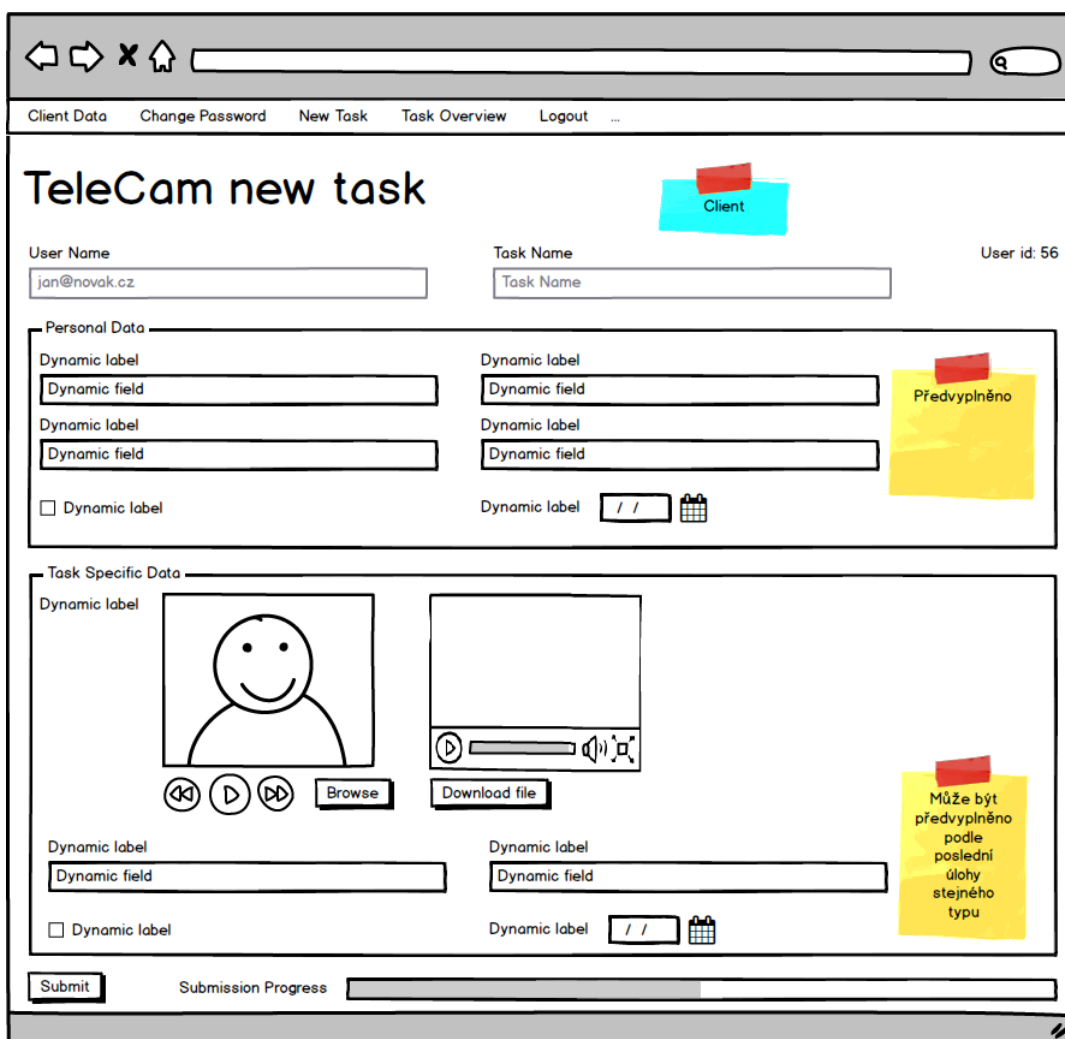 Client Data Change Password New Task Task Overview Logout ...
TeleCam new task
Client
User Name Task Name User id: 56
jan@novak.cz Task Name
Personal Data
Dynamic label Dynamic label
Dynamic field Dynamic field
Předvyplněno
Dynamic label Dynamic label
Dynamic field Dynamic field
Dynamic label Dynamic label / /
Task Specific Data
Dynamic label
Browse Download file
Může být
předvyplněno
podle
poslední
úlohy
stejného
typu
Dynamic label Dynamic label
Dynamic field Dynamic field
Dynamic label Dynamic label / /
Submit Submission Progress